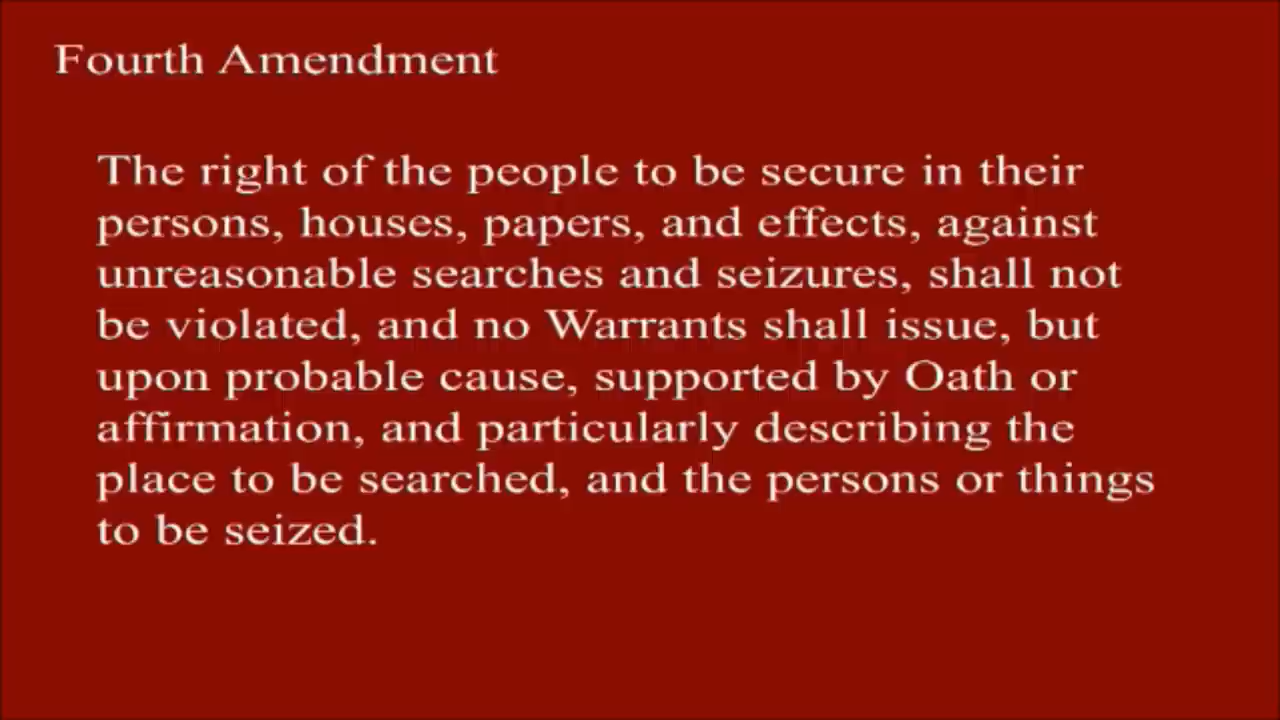 Fourth Amendment
The right of the people to be secure in their
persons, houses, papers, and effects, against
unreasonable searches and seizures, shall not
be violated, and no Warrants shall issue, but
upon probable cause, supported by Oath or
affirmation, and particularly describing the
place to be searched, and the persons or things
to be seized.